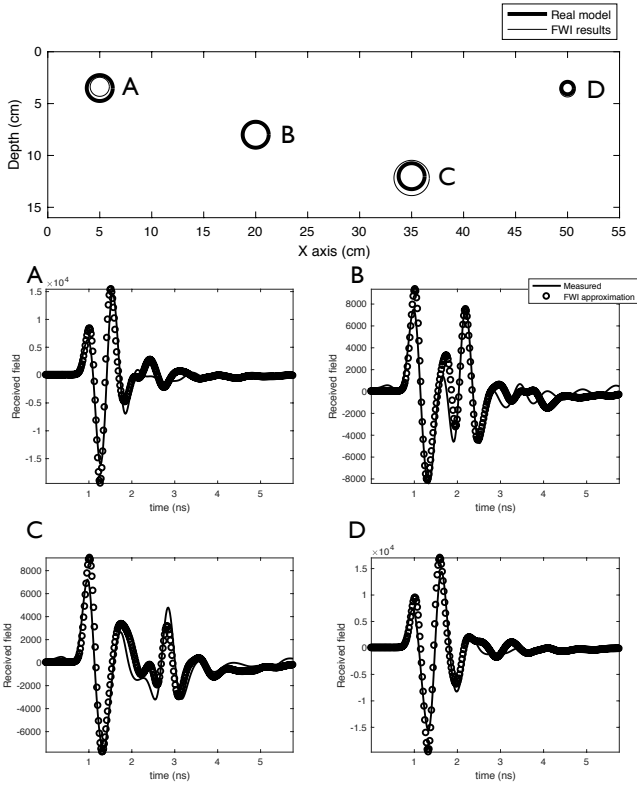 Real model
FWI results
0
5
10
15
Depth (cm)
A
B
C
D
0 5 10 15 20 25 30 35 40 45 50 55
X axis (cm)
A
×10⁴
1.5
1
0.5
0
-0.5
-1
-1.5
Received field
1 2 3 4 5
time (ns)
B
Measured
FWI approximation
8000
6000
4000
2000
0
-2000
-4000
-6000
-8000
Received field
1 2 3 4 5
time (ns)
C
8000
6000
4000
2000
0
-2000
-4000
-6000
Received field
1 2 3 4 5
time (ns)
D
×10⁴
1.5
1
0.5
0
-0.5
-1
-1.5
Received field
1 2 3 4 5
time (ns)